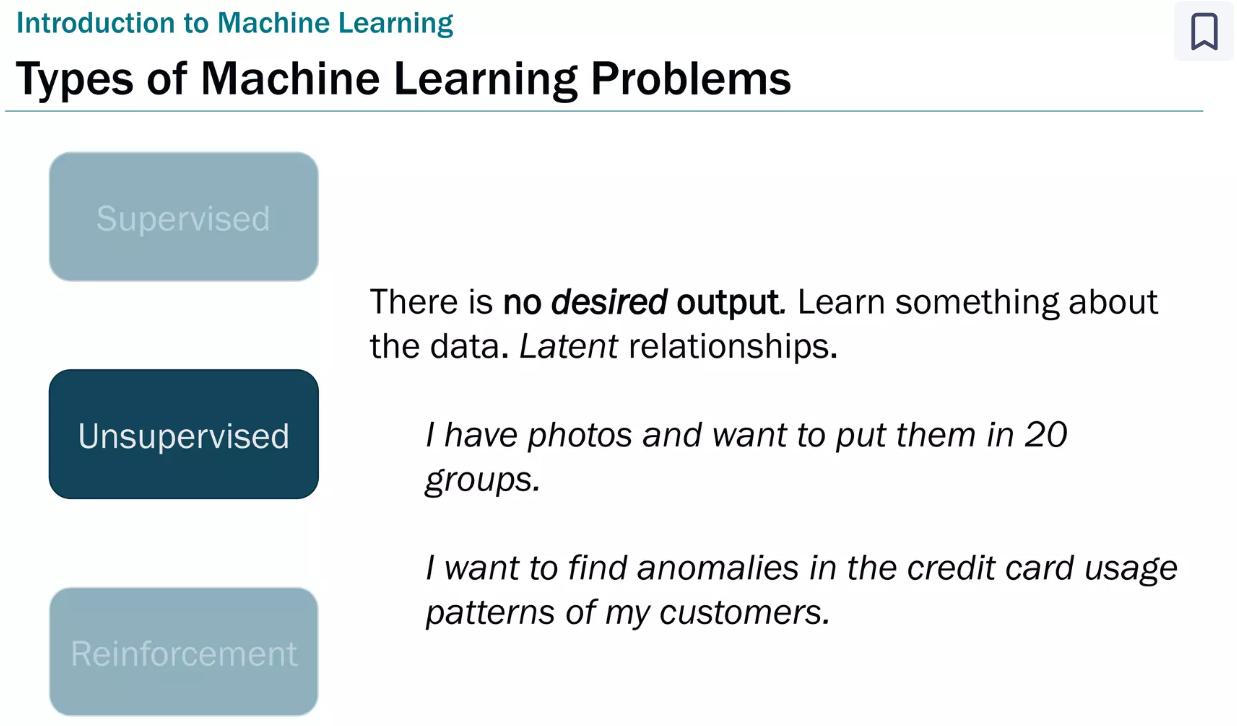 Introduction to Machine Learning
Types of Machine Learning Problems
Supervised
Unsupervised
Reinforcement
There is no desired output. Learn something about
the data. Latent relationships.
I have photos and want to put them in 20
groups.
I want to find anomalies in the credit card usage
patterns of my customers.